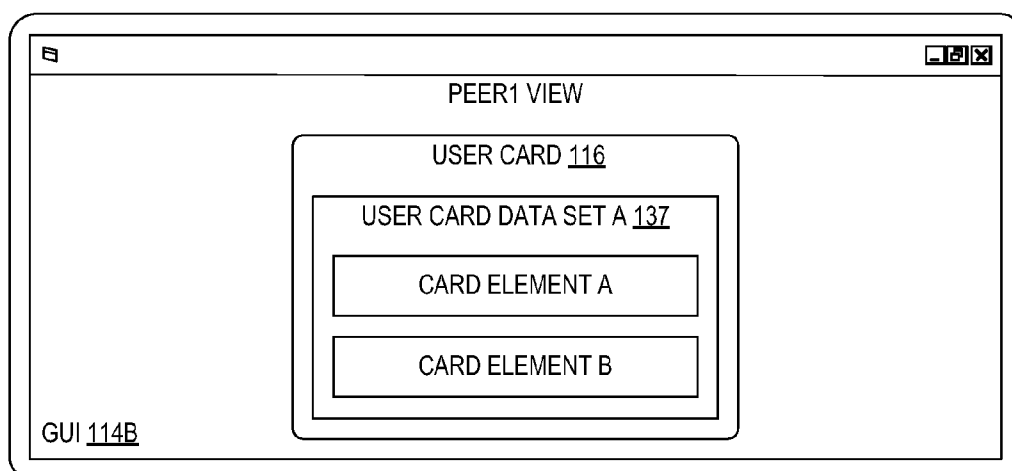 PEER1 VIEW
USER CARD 116
USER CARD DATA SET A 137
CARD ELEMENT A
CARD ELEMENT B
GUI 114B